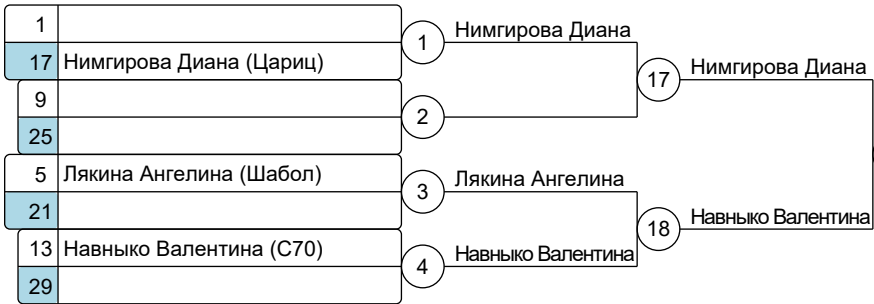 1
17 Нимгирова Диана (Цариц)
9
25
5 Лякина Ангелина (Шабол)
21
13 Навныко Валентина (С70)
29
1 Нимгирова Диана
2
3 Лякина Ангелина
4 Навныко Валентина
17 Нимгирова Диана
18 Навныко Валентина